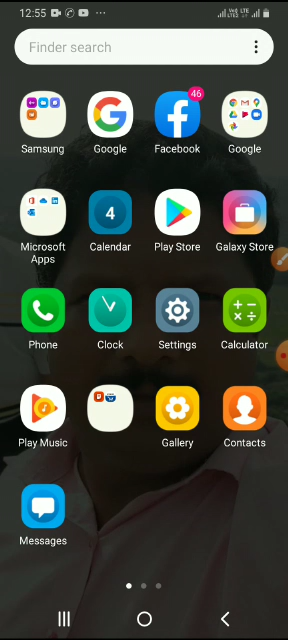 12:55
Finder search
46
Samsung
Google
Facebook
Google
Microsoft Apps
4
Calendar
Play Store
Galaxy Store
Phone
Clock
Settings
Calculator
Play Music
Gallery
Contacts
Messages